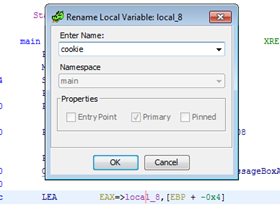 Rename Local Variable: local_8
Enter Name:
cookie
main
XRE
Namespace
main
Properties
Entry Point
Primary
Pinned
OK
Cancel
LEA EAX=>local_8,[EBP + -0x4]